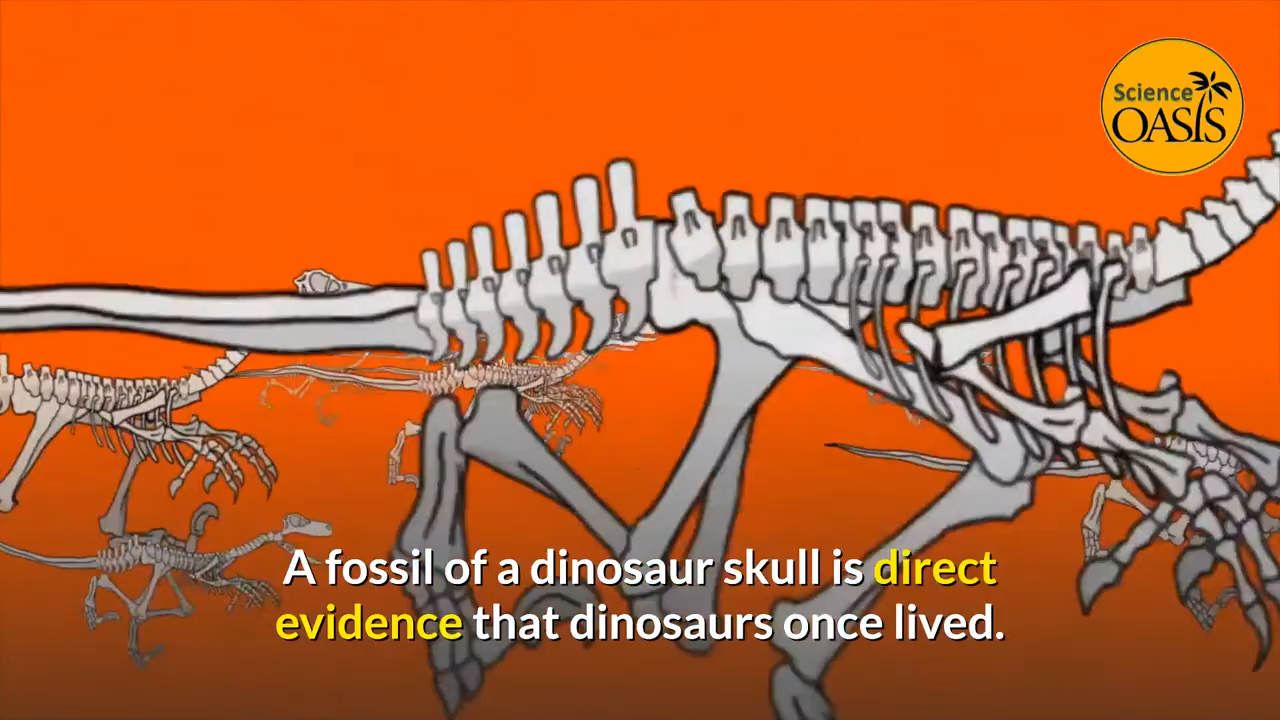 Science
OASIS
A fossil of a dinosaur skull is direct
evidence that dinosaurs once lived.